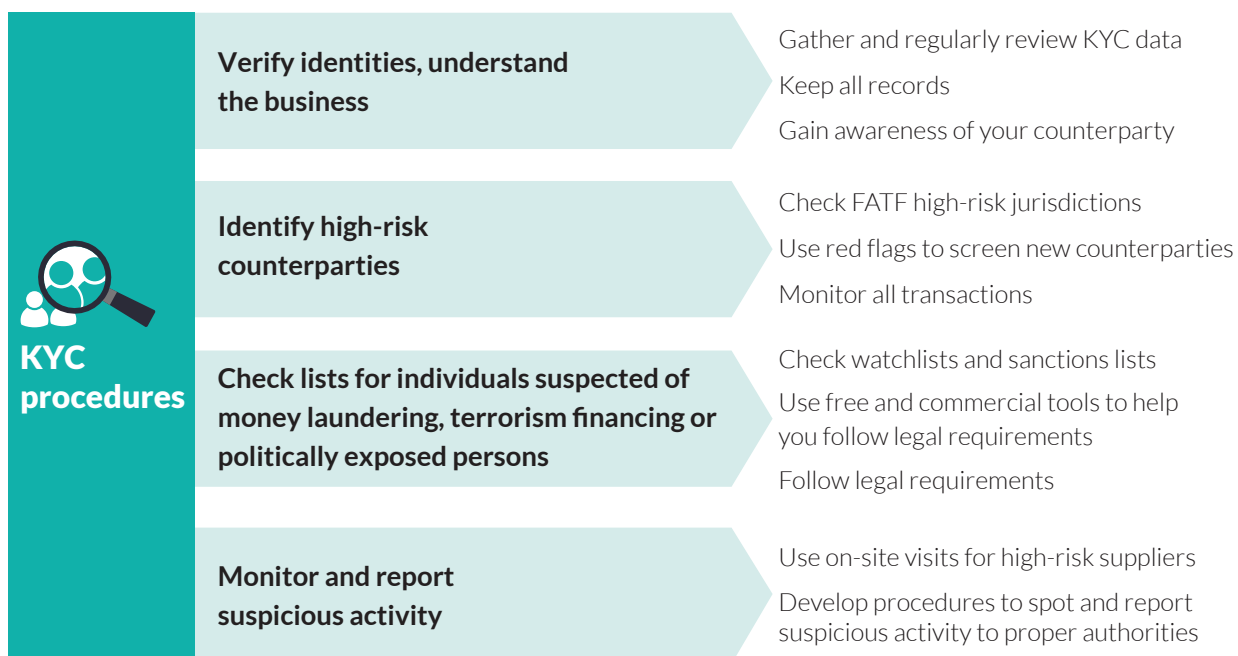 KYC
procedures
Verify identities, understand
the business
Gather and regularly review KYC data
Keep all records
Gain awareness of your counterparty
Identify high-risk
counterparties
Check FATF high-risk jurisdictions
Use red flags to screen new counterparties
Monitor all transactions
Check lists for individuals suspected of
money laundering, terrorism financing or
politically exposed persons
Check watchlists and sanctions lists
Use free and commercial tools to help
you follow legal requirements
Follow legal requirements
Monitor and report
suspicious activity
Use on-site visits for high-risk suppliers
Develop procedures to spot and report
suspicious activity to proper authorities